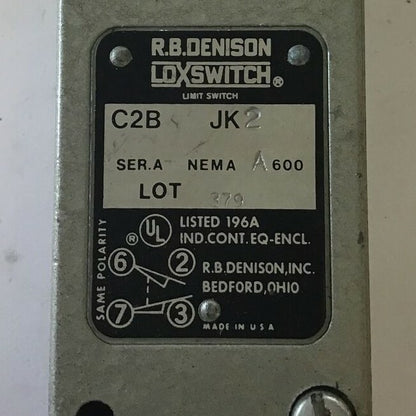 R.B.DENISON
LOXSWITCH®
LIMIT SWITCH
C2B JK2
SER.A NEMA A600
LOT 379
UL® LISTED 196A
IND.CONT.EQ-ENCL.
SAME POLARITY
6 2
7 3
R.B.DENISON,INC.
BEDFORD,OHIO
MADE IN U.S.A